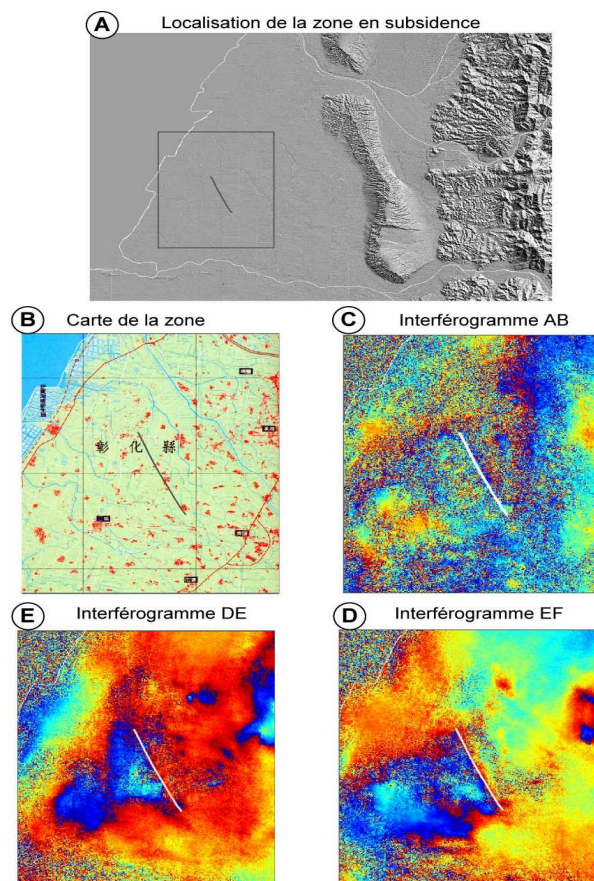 A Localisation de la zone en subsidence
B Carte de la zone
C Interférogramme AB
彰 化 縣
E Interférogramme DE
D Interférogramme EF